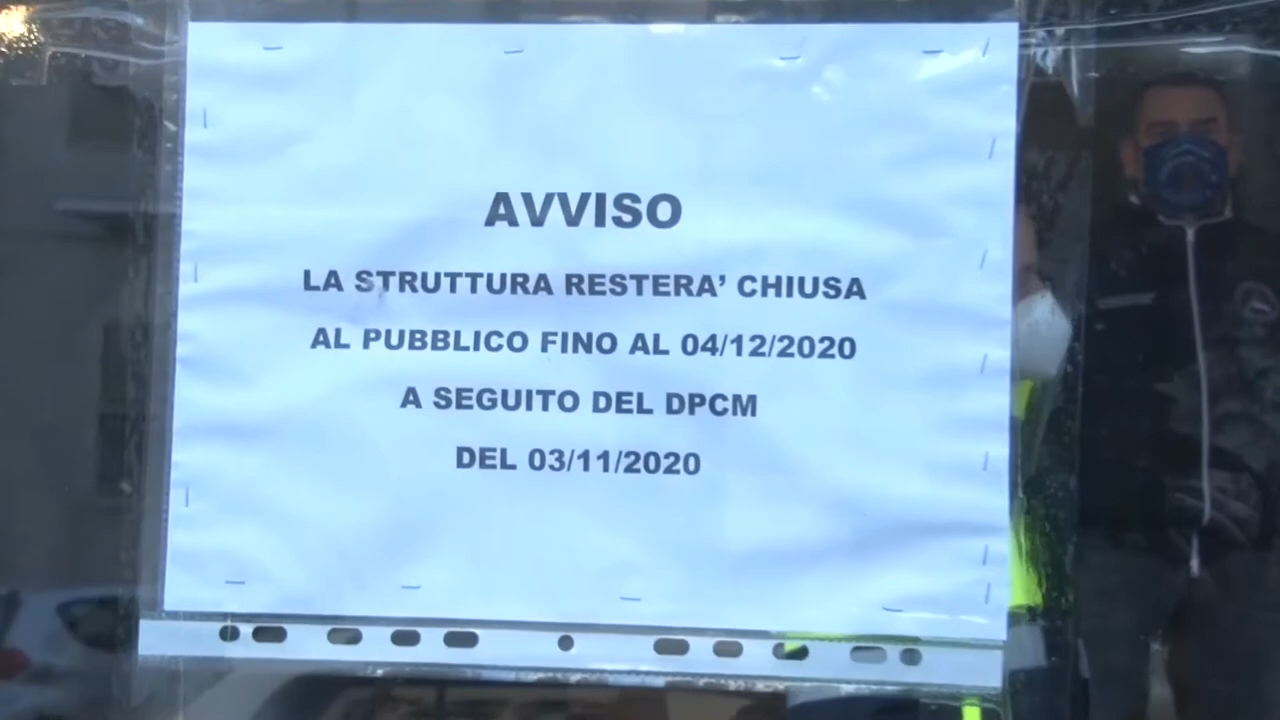 AVVISO
LA STRUTTURA RESTERA’ CHIUSA
AL PUBBLICO FINO AL 04/12/2020
A SEGUITO DEL DPCM
DEL 03/11/2020